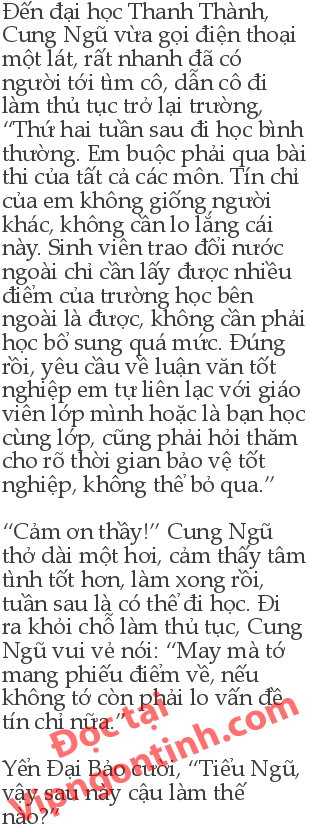 Đến đại học Thanh Thành,
Cung Ngũ vừa gọi điện thoại
một lát, rất nhanh đã có
người tới tìm cô, dẫn cô đi
làm thủ tục trở lại trường,
“Thứ hai tuần sau đi học bình
thường. Em buộc phải qua bài
thi của tất cả các môn. Tín chỉ
của em không giống người
khác, không cần lo lắng cái
này. Sinh viên trao đổi nước
ngoài chỉ cần lấy được nhiều
điểm của trường học bên
ngoài là được, không cần phải
học bổ sung quá mức. Đúng
rồi, yêu cầu về luận văn tốt
nghiệp em tự liên lạc với giáo
viên lớp mình hoặc là bạn học
cùng lớp, cũng phải hỏi thăm
cho rõ thời gian bảo vệ tốt
nghiệp, không thể bỏ qua.”
“Cảm ơn thầy!” Cung Ngũ
thở dài một hơi, cảm thấy tâm
tình tốt hơn, làm xong rồi,
tuần sau là có thể đi học. Đi
ra khỏi chỗ làm thủ tục, Cung
Ngũ vui vẻ nói: “May mà tớ
mang phiếu điểm về, nếu
không tớ còn phải lo vấn đề
tín chỉ nữa.”
Yển Đại Bảo cười, “Tiểu Ngũ,
vậy sau này cậu làm thế
nào?”
Đọc tại
Vipngontinh.com